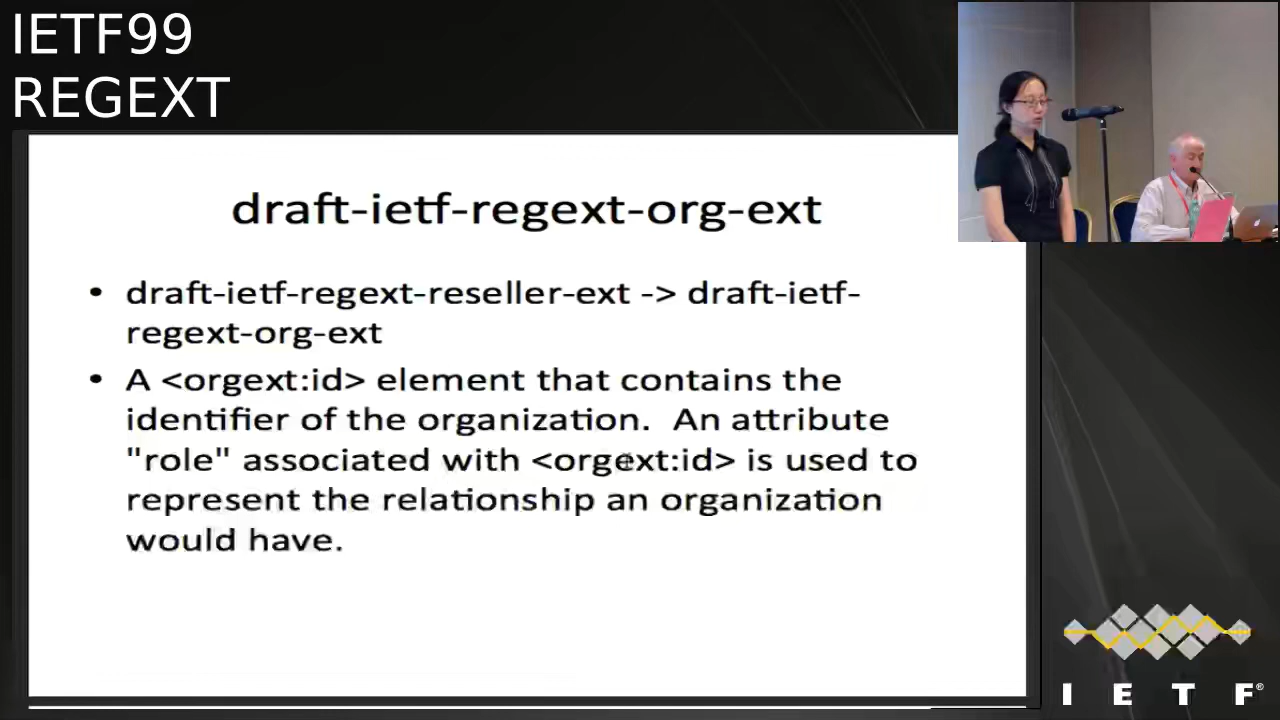 IETF99
REGEXT
draft-ietf-regext-org-ext
• draft-ietf-regext-reseller-ext -> draft-ietf-
regext-org-ext
• A <orgext:id> element that contains the
identifier of the organization.  An attribute
"role" associated with <orgext:id> is used to
represent the relationship an organization
would have.
I E T F®